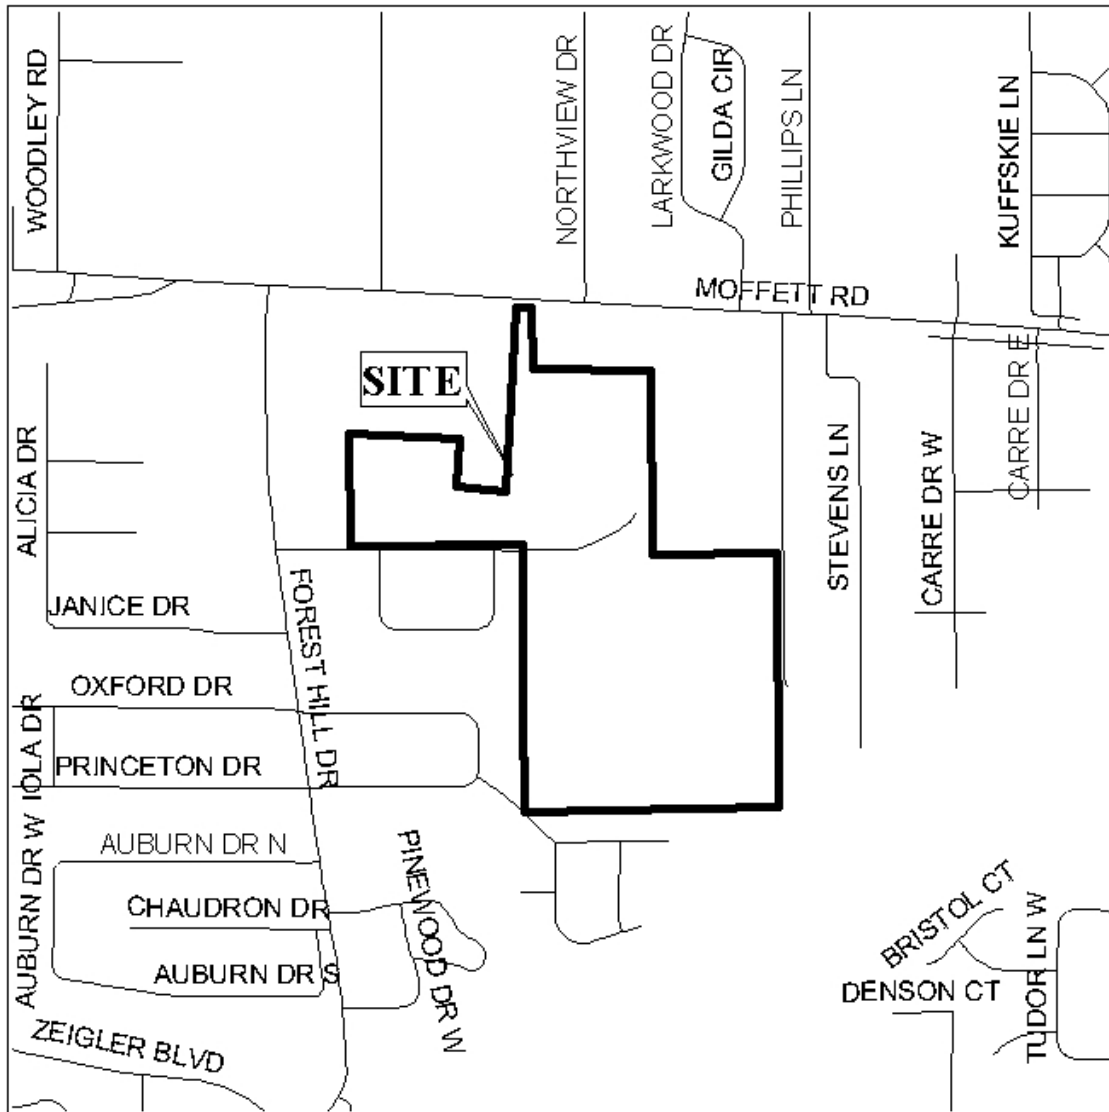 WOODLEY RD
NORTHVIEW DR
LARKWOOD DR
GILDA CIR
PHILLIPS LN
KUFFSKIE LN
MOFFETT RD
SITE
ALICIA DR
STEVENS LN
CARRE DR W
CARRE DR E
JANICE DR
FOREST HILL DR
OXFORD DR
IOLA DR
PRINCETON DR
AUBURN DR W
AUBURN DR N
PINEWOOD DR W
CHAUDRON DR
AUBURN DR S
BRISTOL CT
TUDOR LN W
DENSON CT
ZEIGLER BLVD